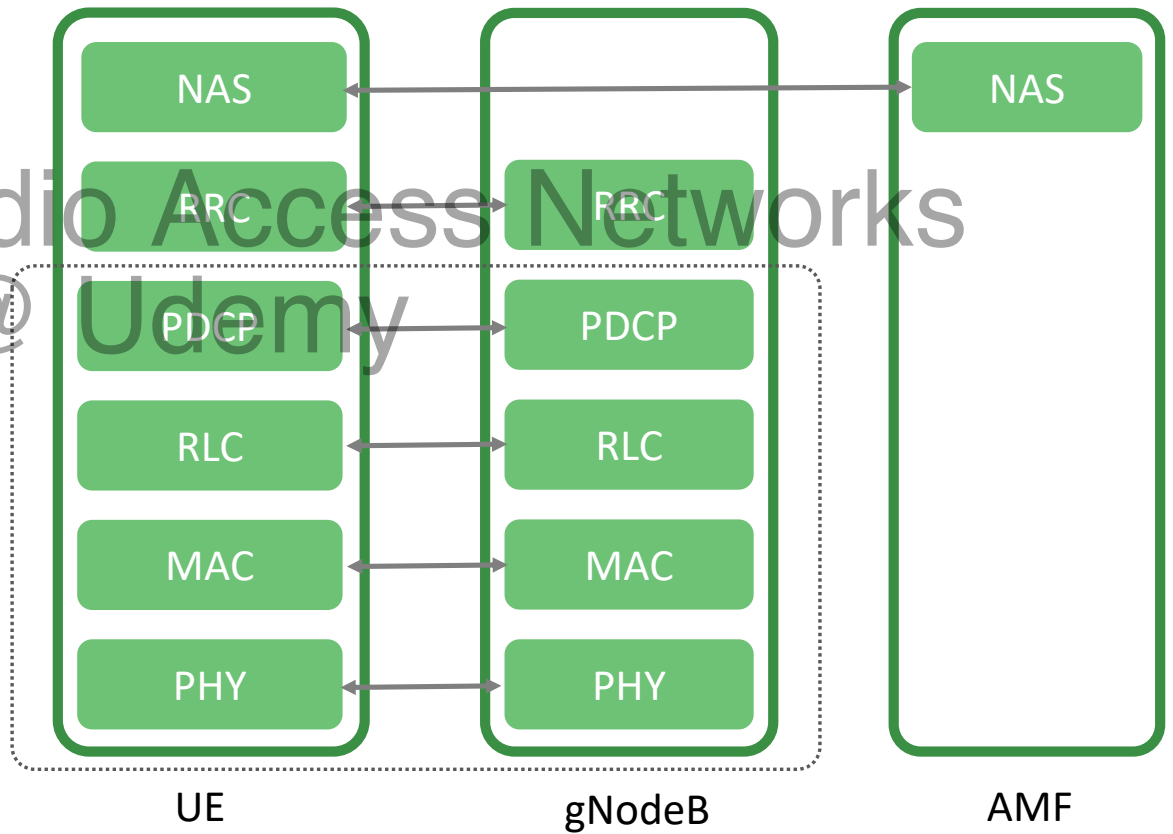 NAS NAS
dio Access Networks
RRC RRC
@ Udemy
PDCP PDCP
RLC RLC
MAC MAC
PHY PHY
UE gNodeB AMF